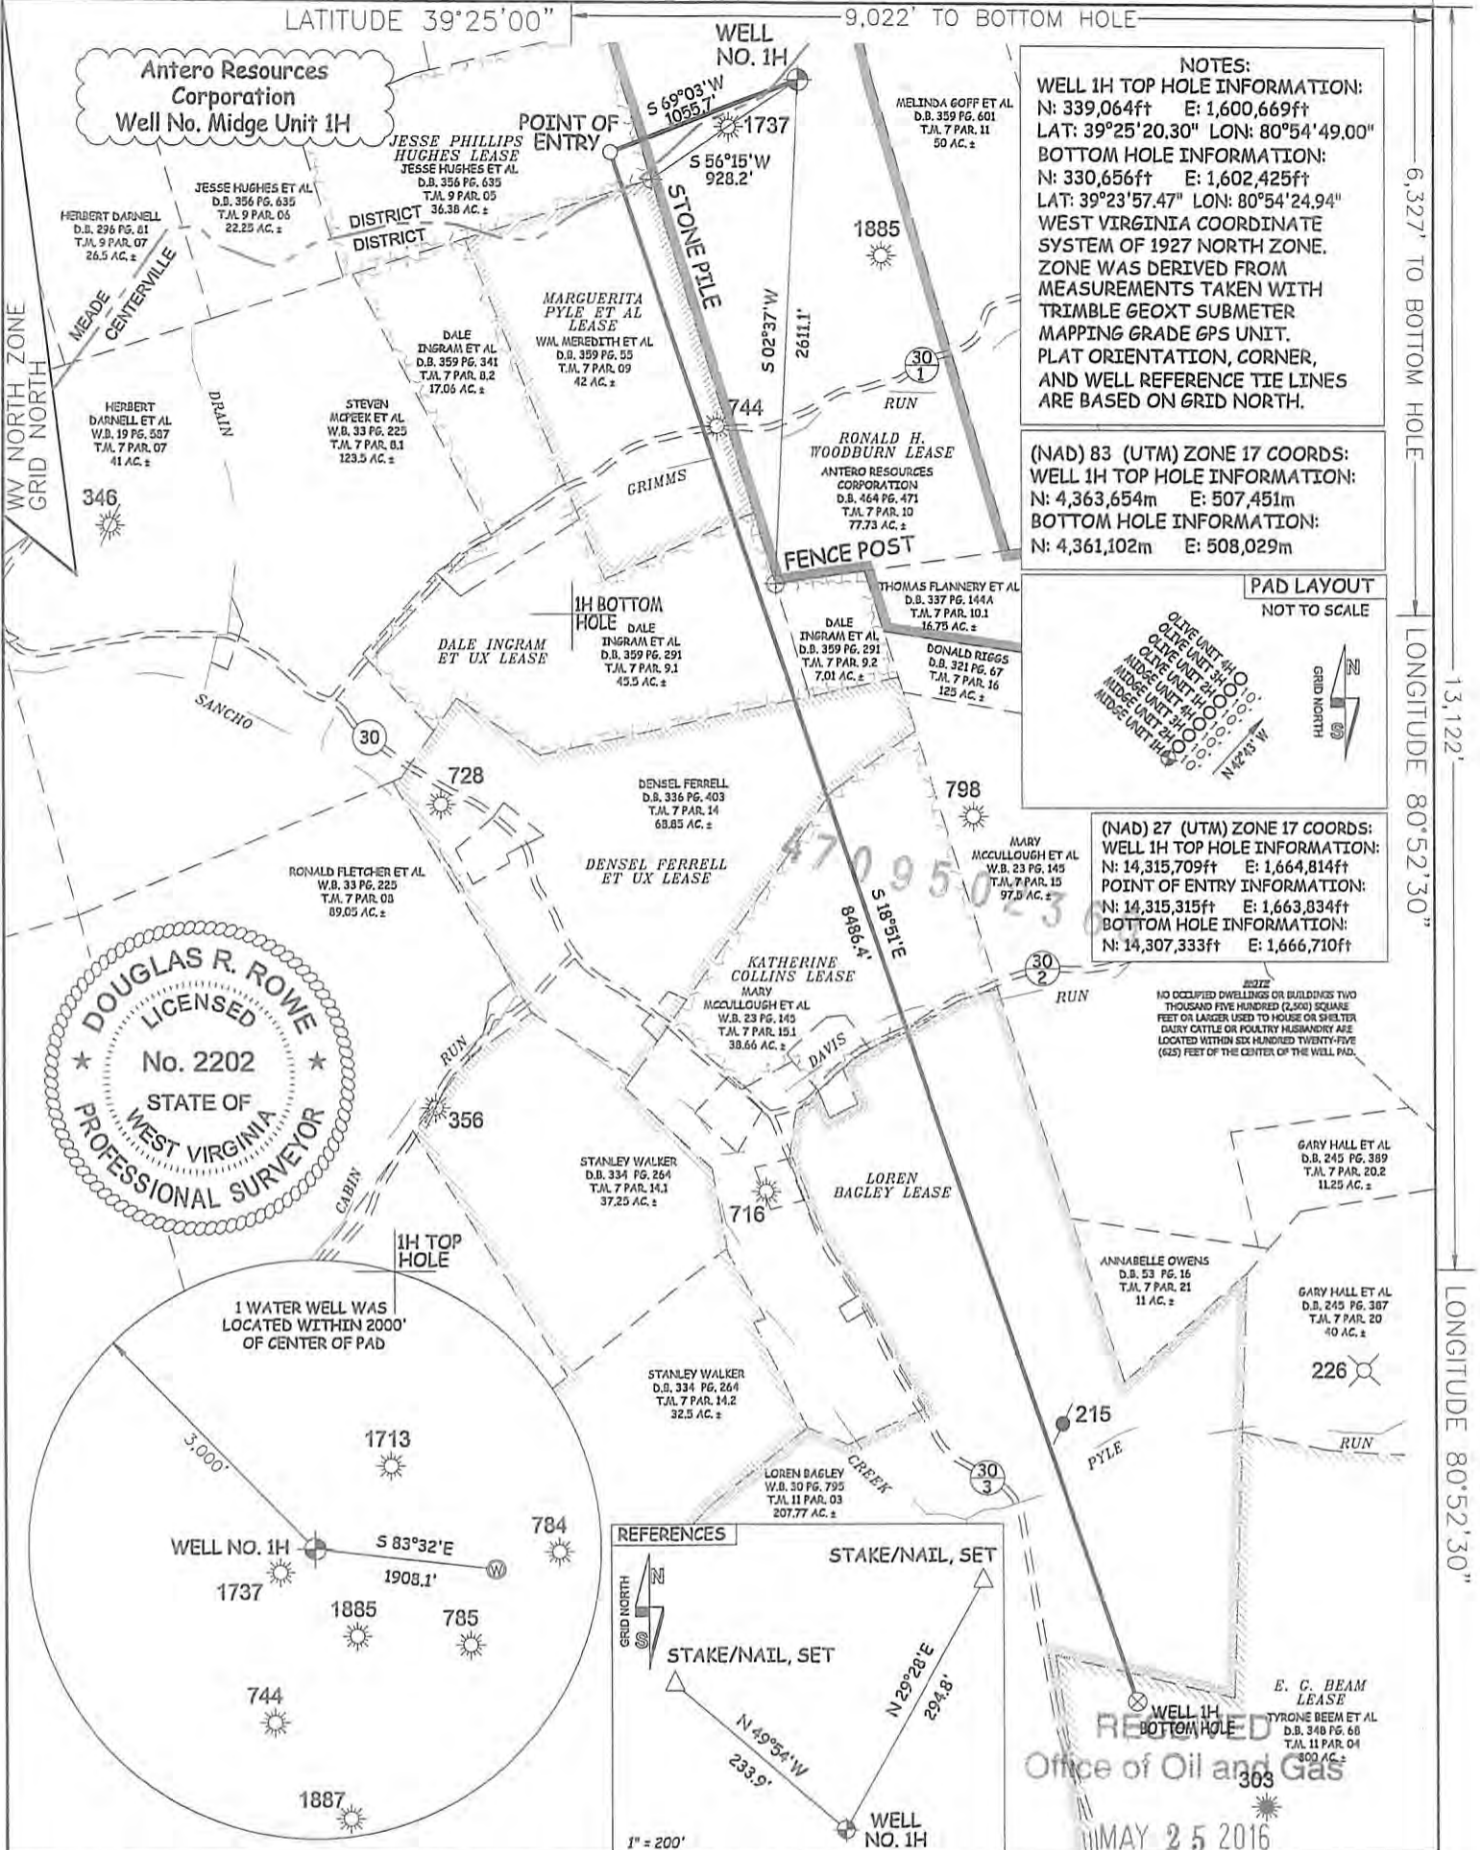 LATITUDE 39°25'00"
9,022' TO BOTTOM HOLE
Antero Resources
Corporation
Well No. Midge Unit 1H
WELL
NO. 1H
S 69°03'W
1055.7'
POINT OF
ENTRY
1737
S 56°15'W
928.2'
MELINDA GOFF ET AL
D.B. 359 PG. 601
T.M. 7 PAR. 11
50 AC.±
JESSE PHILLIPS
HUGHES LEASE
JESSE HUGHES ET AL
D.B. 356 PG. 635
T.M. 9 PAR. 05
36.38 AC.±
JESSE HUGHES ET AL
D.B. 356 PG. 635
T.M. 9 PAR. 06
22.25 AC.±
HERBERT DARNELL
D.B. 296 PG. 81
T.M. 9 PAR. 07
26.5 AC.±
DISTRICT
DISTRICT
MEADE
CENTERVILLE
STONE PILE
1885
WV NORTH ZONE
GRID NORTH
DRAIN
MARGUERITA
PYLE ET AL
LEASE
WM. MEREDITH ET AL
D.B. 359 PG. 55
T.M. 7 PAR. 09
42 AC.±
DALE
INGRAM ET AL
D.B. 359 PG. 341
T.M. 7 PAR. 8.2
17.06 AC.±
STEVEN
MCPEEK ET AL
W.B. 33 PG. 225
T.M. 7 PAR. 8.1
123.5 AC.±
HERBERT
DARNELL ET AL
W.B. 19 PG. 587
T.M. 7 PAR. 07
41 AC.±
346
S 02°37'W
2611.1'
30
1
RUN
744
GRIMMS
RONALD H.
WOODBURN LEASE
ANTERO RESOURCES
CORPORATION
D.B. 464 PG. 471
T.M. 7 PAR. 10
77.73 AC.±
FENCE POST
THOMAS FLANNERY ET AL
D.B. 337 PG. 144A
T.M. 7 PAR. 10.1
16.75 AC.±
1H BOTTOM
HOLE
DALE INGRAM
ET UX LEASE
DALE
INGRAM ET AL
D.B. 359 PG. 291
T.M. 7 PAR. 9.1
45.5 AC.±
DALE
INGRAM ET AL
D.B. 359 PG. 291
T.M. 7 PAR. 9.2
7.01 AC.±
DONALD RIGGS
D.B. 321 PG. 67
T.M. 7 PAR. 16
125 AC.±
SANCHO
30
728
DENSEL FERRELL
D.B. 336 PG. 403
T.M. 7 PAR. 14
68.85 AC.±
DENSEL FERRELL
ET UX LEASE
798
MARY
MCCULLOUGH ET AL
W.B. 23 PG. 145
T.M. 7 PAR. 15
RONALD FLETCHER ET AL
W.B. 33 PG. 225
T.M. 7 PAR. 08
89.05 AC.±
S 18°51'E
8486.4'
KATHERINE
COLLINS LEASE
MARY
MCCULLOUGH ET AL
W.B. 23 PG. 145
T.M. 7 PAR. 15.1
38.66 AC.±
30
2
RUN
DAVIS
DOUGLAS R. ROWE
LICENSED
No. 2202
STATE OF
WEST VIRGINIA
PROFESSIONAL SURVEYOR
RUN
CABIN
356
STANLEY WALKER
D.B. 334 PG. 264
T.M. 7 PAR. 14.1
37.25 AC.±
716
LOREN
BAGLEY LEASE
GARY HALL ET AL
D.B. 245 PG. 389
T.M. 7 PAR. 20.2
11.25 AC.±
ANNABELLE OWENS
D.B. 53 PG. 16
T.M. 7 PAR. 21
11 AC.±
GARY HALL ET AL
D.B. 245 PG. 387
T.M. 7 PAR. 20
40 AC.±
226
1H TOP
HOLE
1 WATER WELL WAS
LOCATED WITHIN 2000'
OF CENTER OF PAD
3,000'
1713
WELL NO. 1H
S 83°32'E
1908.1'
W
784
1737
1885
785
744
1887
STANLEY WALKER
D.B. 334 PG. 264
T.M. 7 PAR. 14.2
32.5 AC.±
215
PYLE
RUN
CREEK
LOREN BAGLEY
W.B. 30 PG. 795
T.M. 11 PAR. 03
207.77 AC.±
30
3
REFERENCES
GRID NORTH
N
S
STAKE/NAIL, SET
STAKE/NAIL, SET
N 29°28'E
294.8'
N 49°54'W
233.9'
WELL
NO. 1H
1" = 200'
WELL 1H
BOTTOM HOLE
E. G. BEAM
LEASE
TYRONE BEEM ET AL
D.B. 348 PG. 68
T.M. 11 PAR. 04
303
RECEIVED
Office of Oil and Gas
MAY 25 2016
NOTES:
WELL 1H TOP HOLE INFORMATION:
N: 339,064ft E: 1,600,669ft
LAT: 39°25'20.30" LON: 80°54'49.00"
BOTTOM HOLE INFORMATION:
N: 330,656ft E: 1,602,425ft
LAT: 39°23'57.47" LON: 80°54'24.94"
WEST VIRGINIA COORDINATE
SYSTEM OF 1927 NORTH ZONE.
ZONE WAS DERIVED FROM
MEASUREMENTS TAKEN WITH
TRIMBLE GEOXT SUBMETER
MAPPING GRADE GPS UNIT.
PLAT ORIENTATION, CORNER,
AND WELL REFERENCE TIE LINES
ARE BASED ON GRID NORTH.
(NAD) 83 (UTM) ZONE 17 COORDS:
WELL 1H TOP HOLE INFORMATION:
N: 4,363,654m E: 507,451m
BOTTOM HOLE INFORMATION:
N: 4,361,102m E: 508,029m
PAD LAYOUT
NOT TO SCALE
OLIVE UNIT 4H 10'
OLIVE UNIT 3H 10'
OLIVE UNIT 2H 10'
OLIVE UNIT 1H 10'
MIDGE UNIT 4H 10'
MIDGE UNIT 3H 10'
MIDGE UNIT 2H 10'
MIDGE UNIT 1H
N 42°43' W
GRID NORTH
N
S
(NAD) 27 (UTM) ZONE 17 COORDS:
WELL 1H TOP HOLE INFORMATION:
N: 14,315,709ft E: 1,664,814ft
POINT OF ENTRY INFORMATION:
N: 14,315,315ft E: 1,663,834ft
BOTTOM HOLE INFORMATION:
N: 14,307,333ft E: 1,666,710ft
NOTE
NO OCCUPIED DWELLINGS OR BUILDINGS TWO
THOUSAND FIVE HUNDRED (2,500) SQUARE
FEET OR LARGER USED TO HOUSE OR SHELTER
DAIRY CATTLE OR POULTRY HUSBANDRY ARE
LOCATED WITHIN SIX HUNDRED TWENTY-FIVE
(625) FEET OF THE CENTER OF THE WELL PAD.
6,327' TO BOTTOM HOLE
LONGITUDE 80°52'30"
13,122'
LONGITUDE 80°52'30"